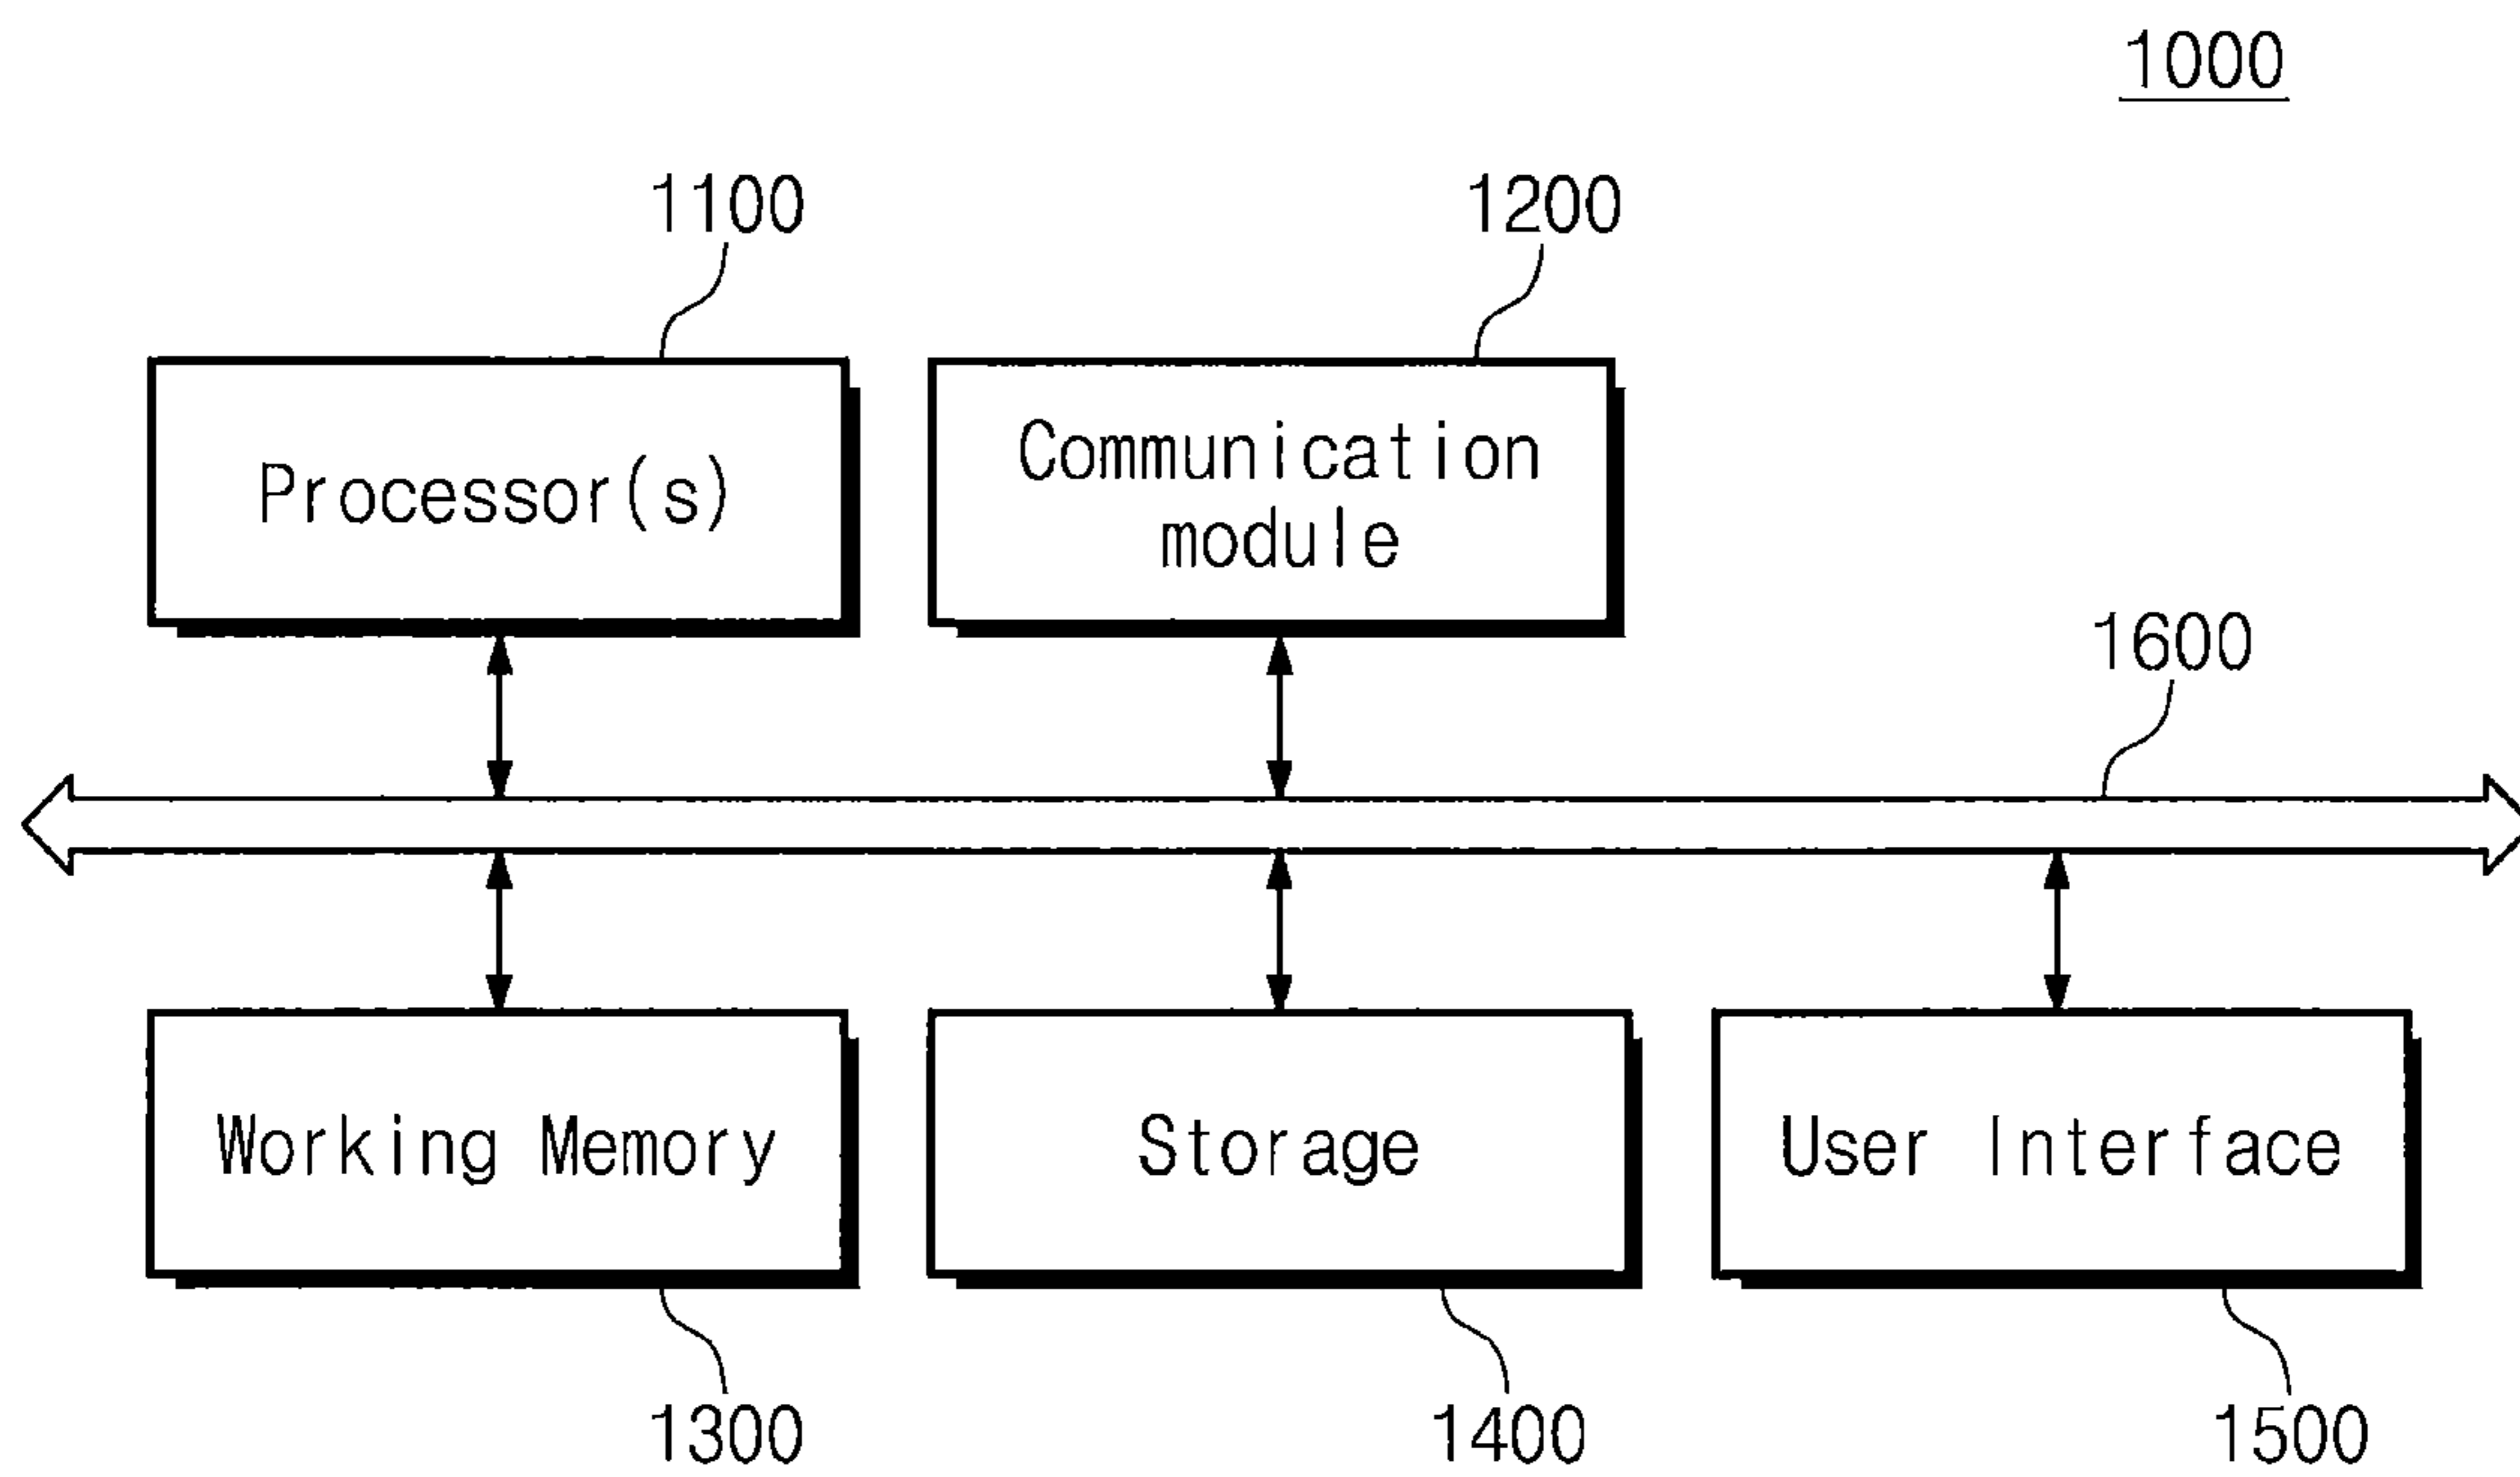 1000
1100
1200
Processor(s)
Communication
module
1600
Working Memory
Storage
User Interface
1300
1400
1500